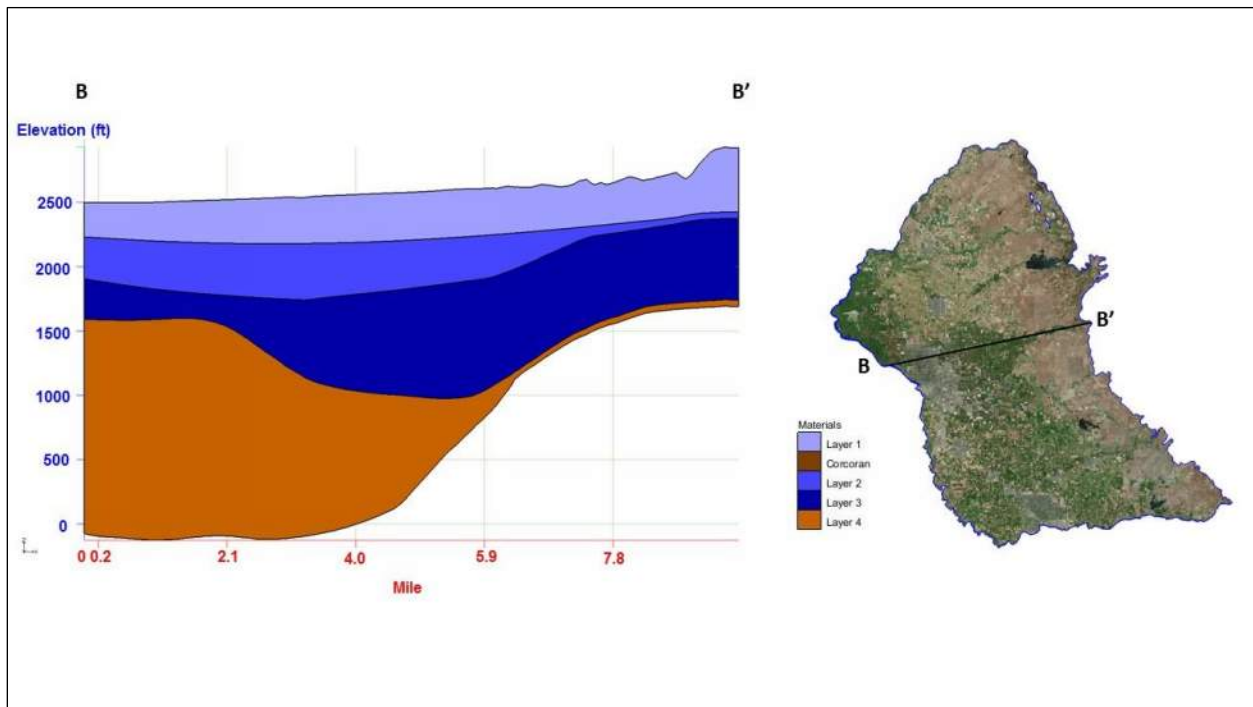 B
B'
Elevation (ft)
2500
2000
1500
1000
500
0
0 0.2
2.1
4.0
5.9
7.8
Mile
B
B'
Materials
Layer 1
Corcoran
Layer 2
Layer 3
Layer 4